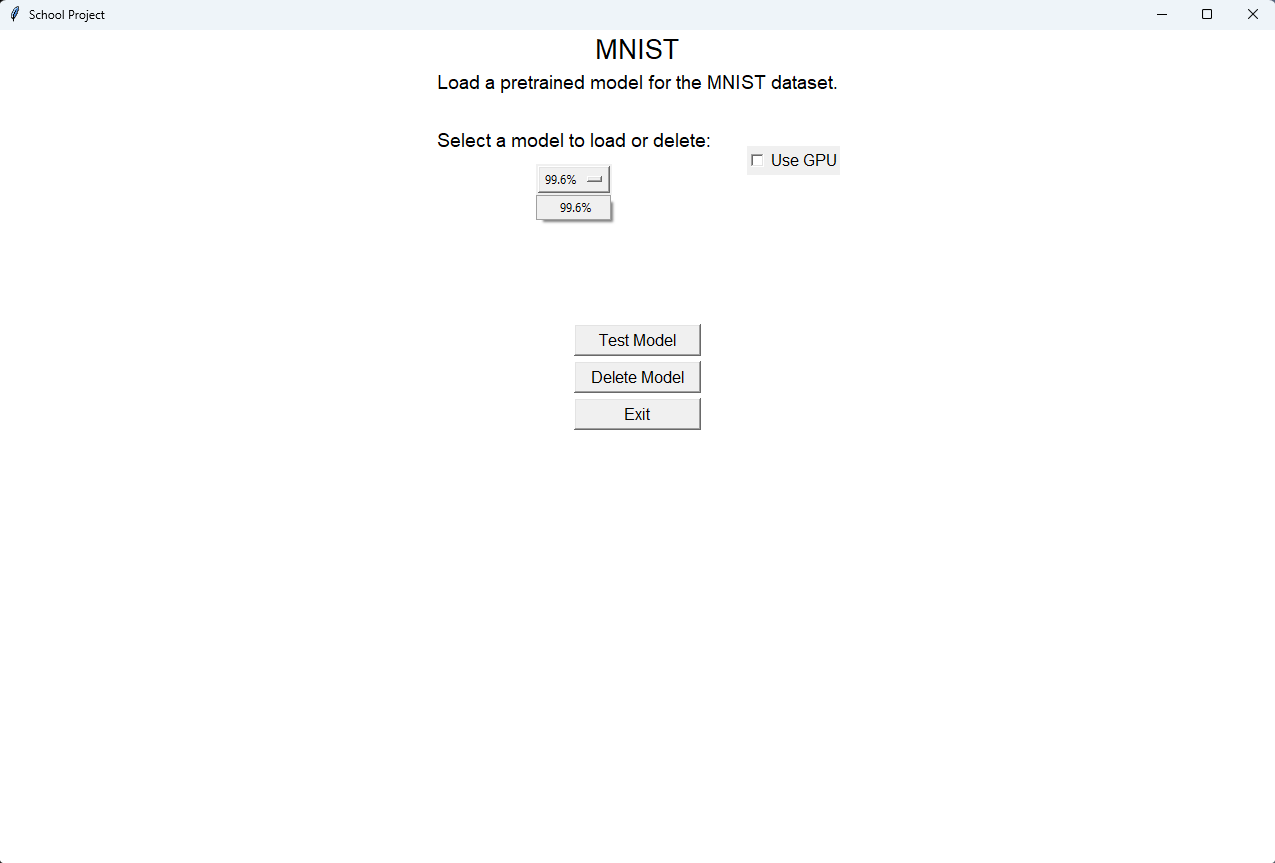 School Project
MNIST
Load a pretrained model for the MNIST dataset.
Select a model to load or delete:
Use GPU
99.6%
99.6%
Test Model
Delete Model
Exit